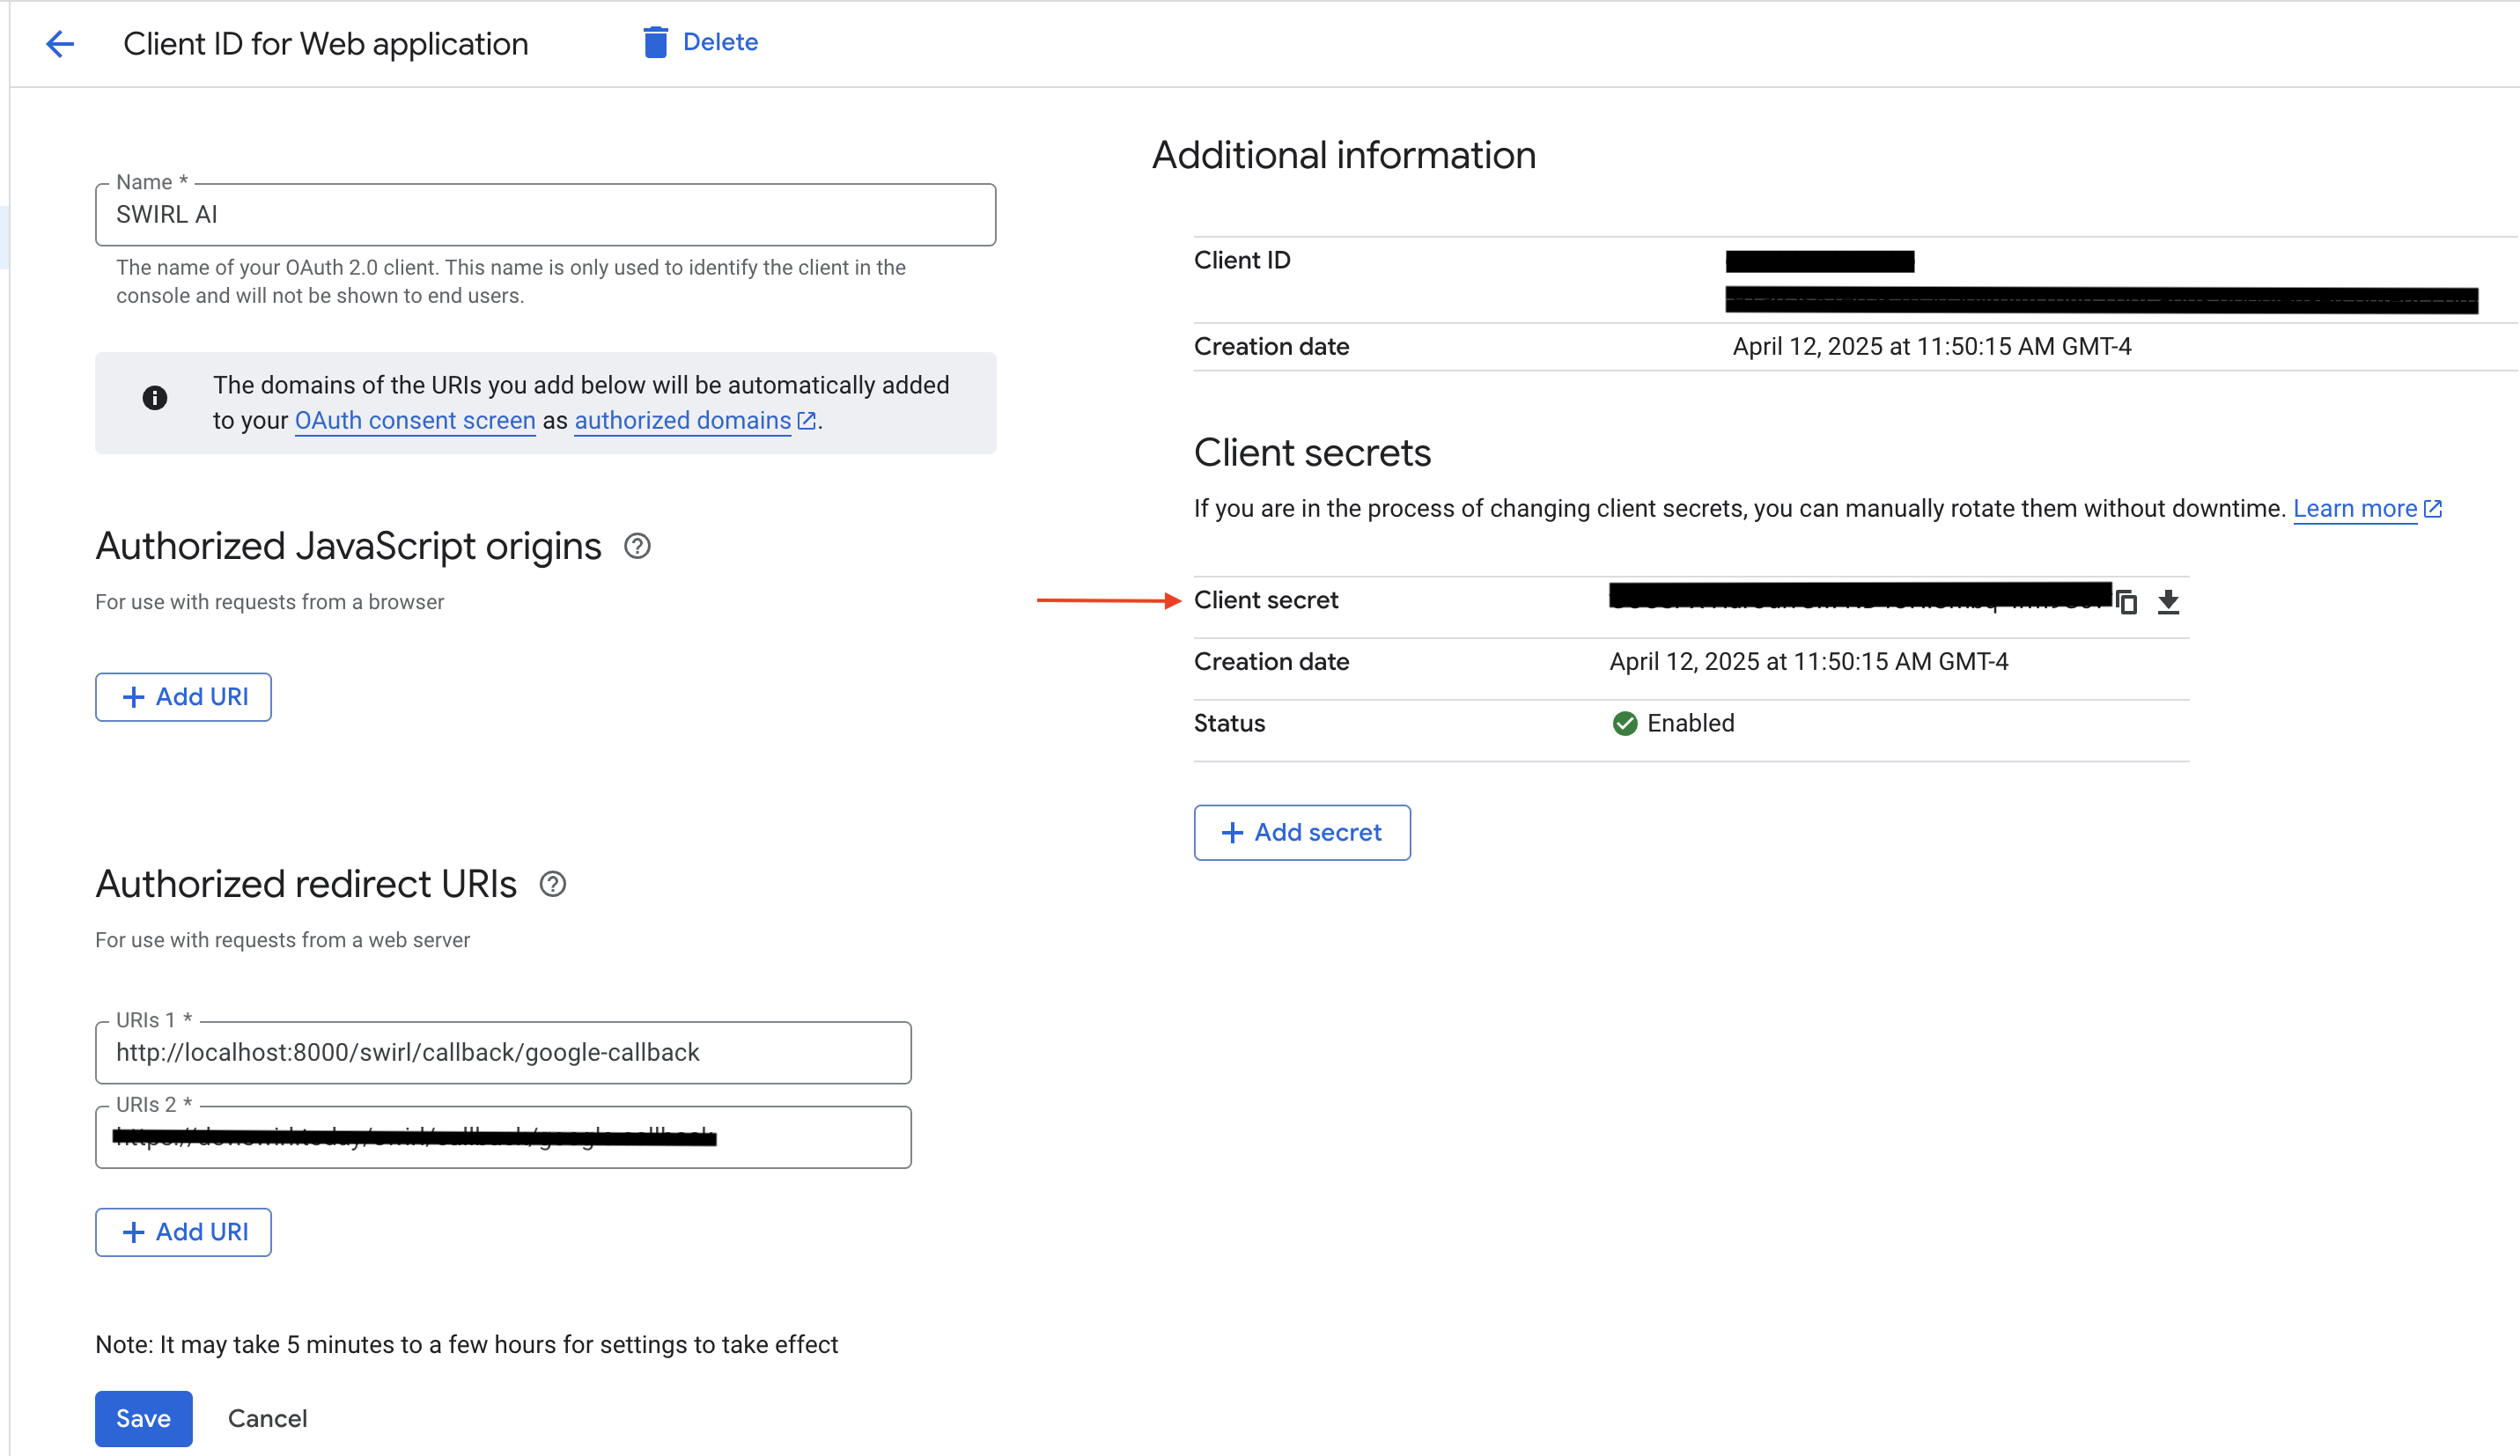 Client ID for Web application
Delete
Name *
SWIRL AI
The name of your OAuth 2.0 client. This name is only used to identify the client in the
console and will not be shown to end users.
The domains of the URIs you add below will be automatically added
to your OAuth consent screen as authorized domains.
Authorized JavaScript origins
For use with requests from a browser
+ Add URI
Authorized redirect URIs
For use with requests from a web server
URIs 1 *
http://localhost:8000/swirl/callback/google-callback
URIs 2 *
+ Add URI
Note: It may take 5 minutes to a few hours for settings to take effect
Save
Cancel
Additional information
Client ID
Creation date
April 12, 2025 at 11:50:15 AM GMT-4
Client secrets
If you are in the process of changing client secrets, you can manually rotate them without downtime. Learn more
Client secret
Creation date
April 12, 2025 at 11:50:15 AM GMT-4
Status
Enabled
+ Add secret